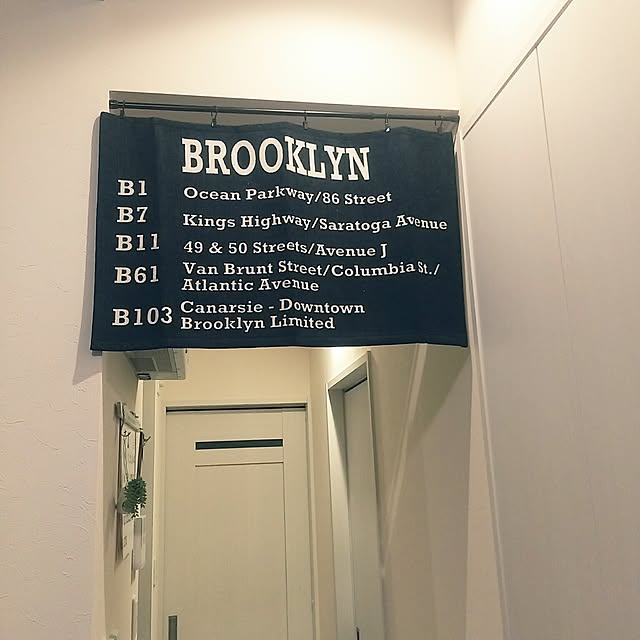 BROOKLYN
B1 Ocean Parkway/86 Street
B7 Kings Highway/Saratoga Avenue
B11 49 & 50 Streets/Avenue J
B61 Van Brunt Street/Columbia St./
Atlantic Avenue
B103 Canarsie - Downtown
Brooklyn Limited